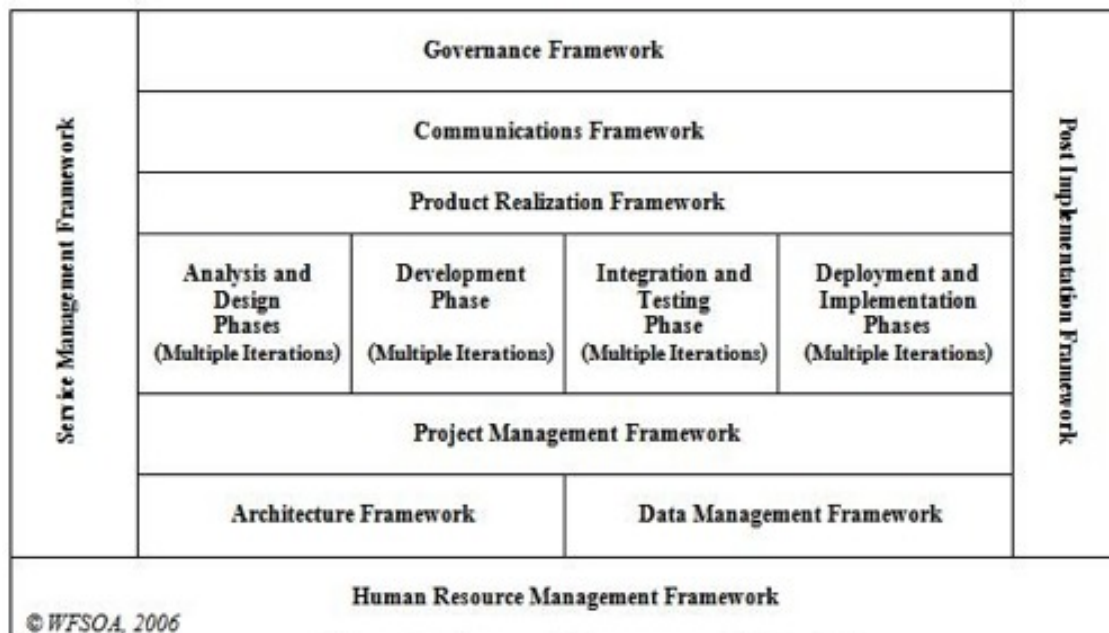 Service Management Framework
Governance Framework
Communications Framework
Product Realization Framework
Analysis and
Design
Phases
(Multiple Iterations)
Development
Phase
(Multiple Iterations)
Integration and
Testing
Phase
(Multiple Iterations)
Deployment and
Implementation
Phases
(Multiple Iterations)
Project Management Framework
Architecture Framework
Data Management Framework
Post Implementation Framework
Human Resource Management Framework
© WFSOA, 2006